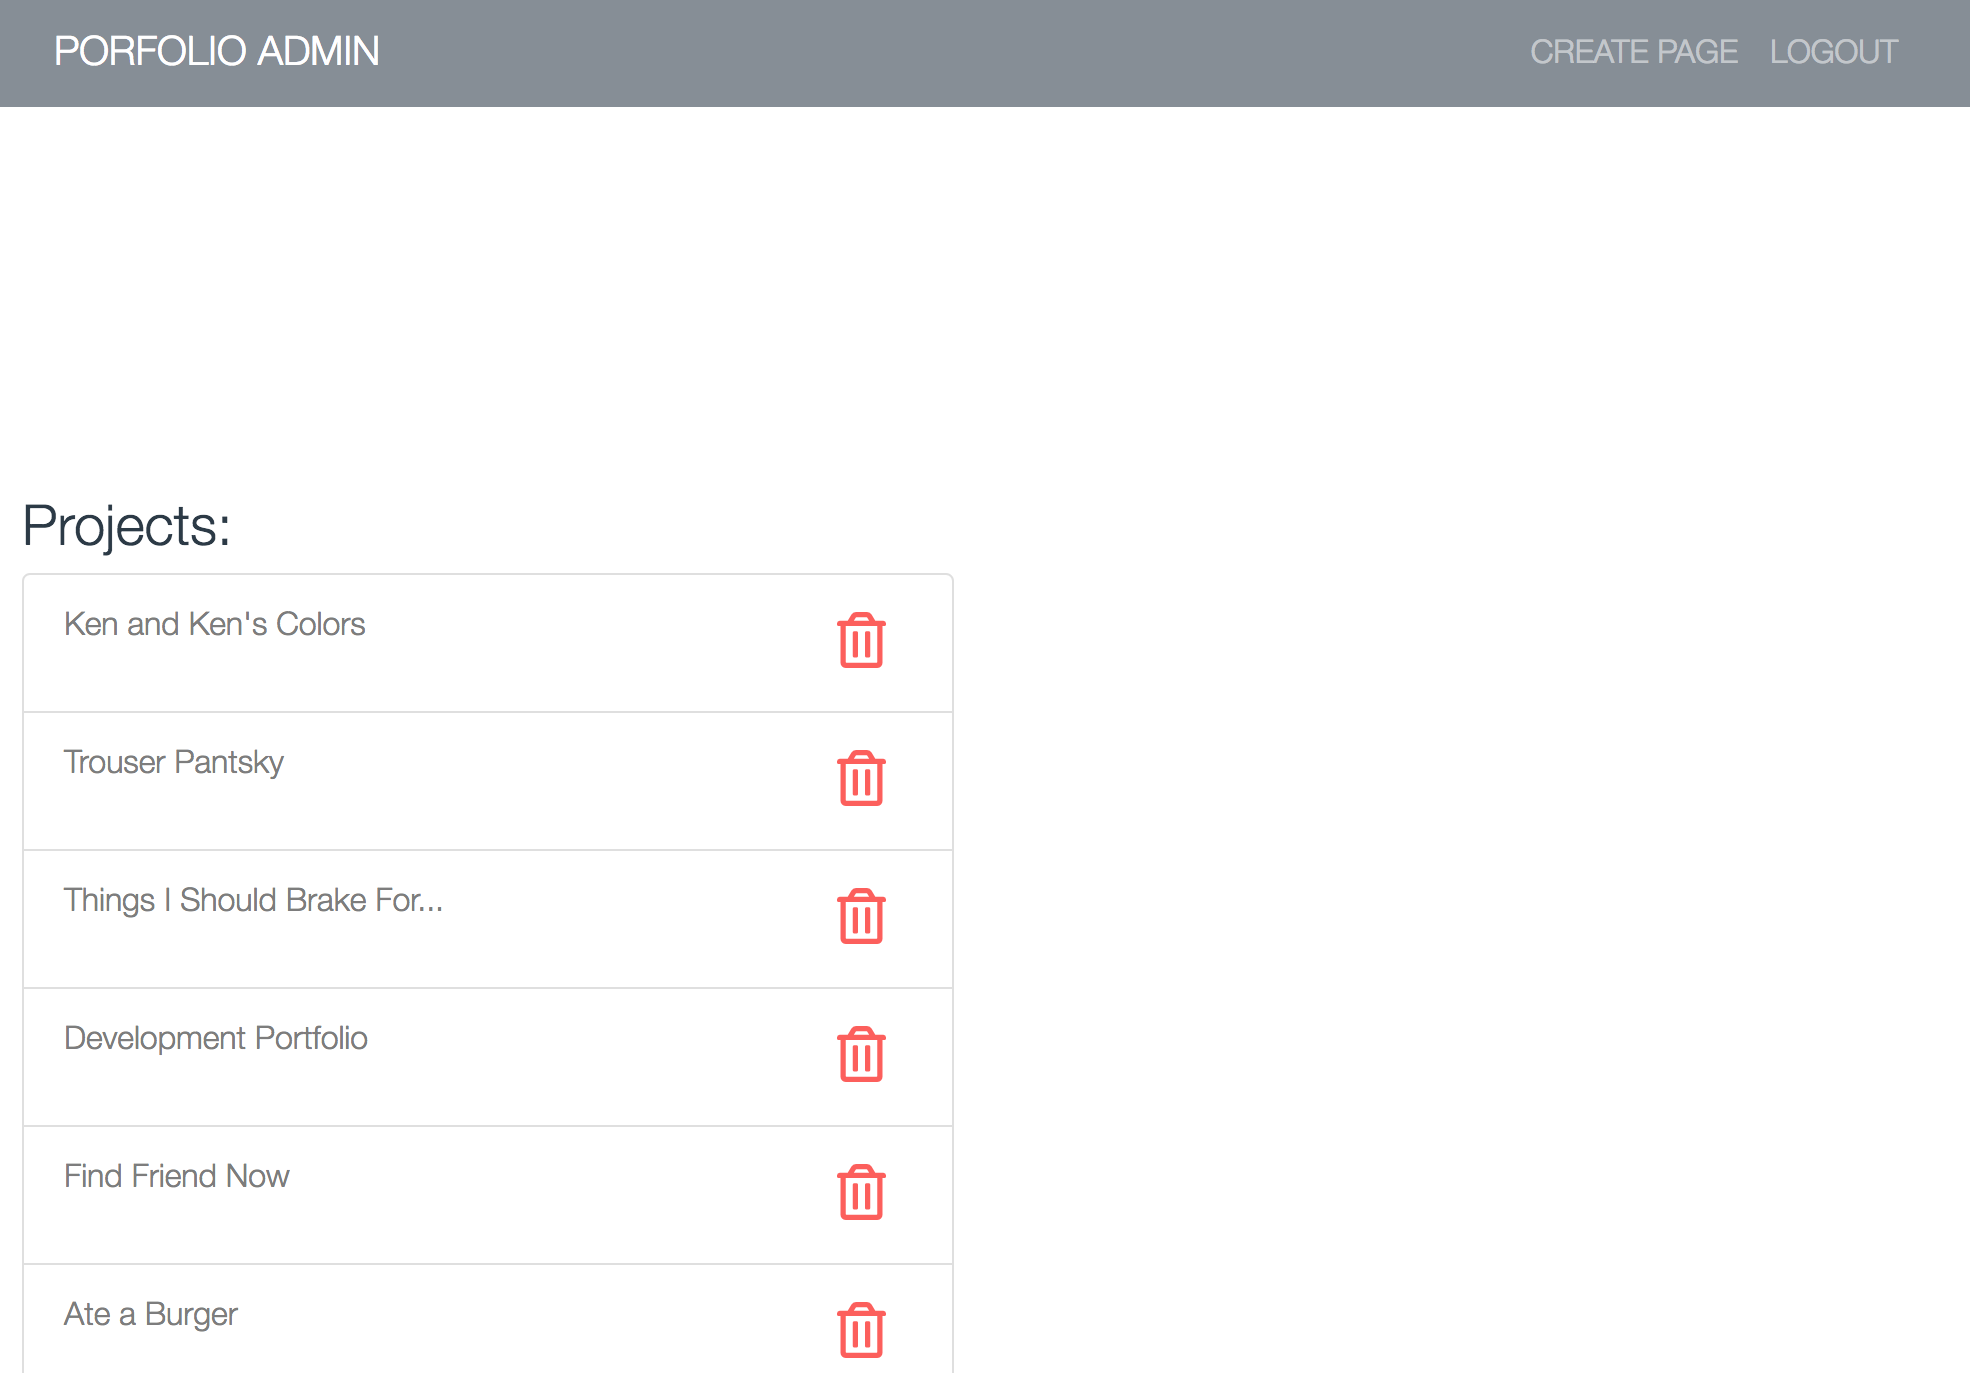 PORFOLIO ADMIN CREATE PAGE LOGOUT
Projects:
Ken and Ken's Colors
Trouser Pantsky
Things I Should Brake For...
Development Portfolio
Find Friend Now
Ate a Burger